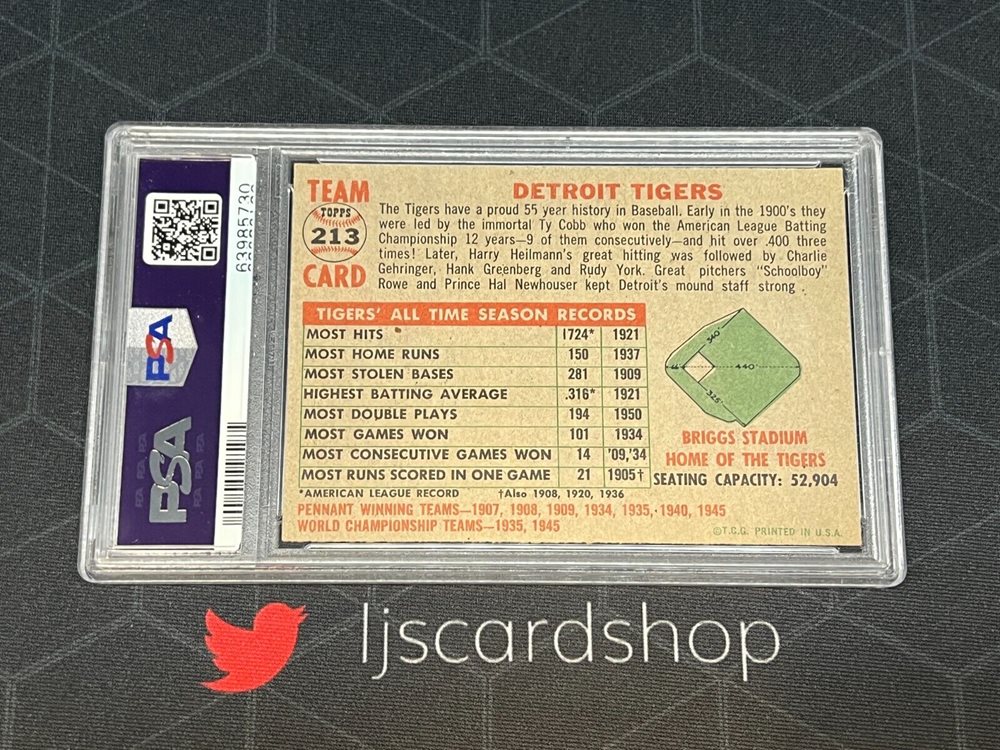 63985730
PSA
PSA
TEAM
TOPPS
213
CARD
DETROIT TIGERS
The Tigers have a proud 55 year history in Baseball. Early in the 1900's they
were led by the immortal Ty Cobb who won the American League Batting
Championship 12 years—9 of them consecutively—and hit over 400 three
times! Later, Harry Heilmann's great hitting was followed by Charlie
Gehringer, Hank Greenberg and Rudy York. Great pitchers "Schoolboy"
Rowe and Prince Hal Newhouser kept Detroit's mound staff strong .
TIGERS' ALL TIME SEASON RECORDS
MOST HITS 1724* 1921
MOST HOME RUNS 150 1937
MOST STOLEN BASES 281 1909
HIGHEST BATTING AVERAGE .316* 1921
MOST DOUBLE PLAYS 194 1950
MOST GAMES WON 101 1934
MOST CONSECUTIVE GAMES WON 14 '09,'34
MOST RUNS SCORED IN ONE GAME 21 1905†
*AMERICAN LEAGUE RECORD †Also 1908, 1920, 1936
PENNANT WINNING TEAMS—1907, 1908, 1909, 1934, 1935, 1940, 1945
WORLD CHAMPIONSHIP TEAMS—1935, 1945
340'
440'
325'
BRIGGS STADIUM
HOME OF THE TIGERS
SEATING CAPACITY: 52,904
©T.C.G. PRINTED IN U.S.A.
ljscardshop